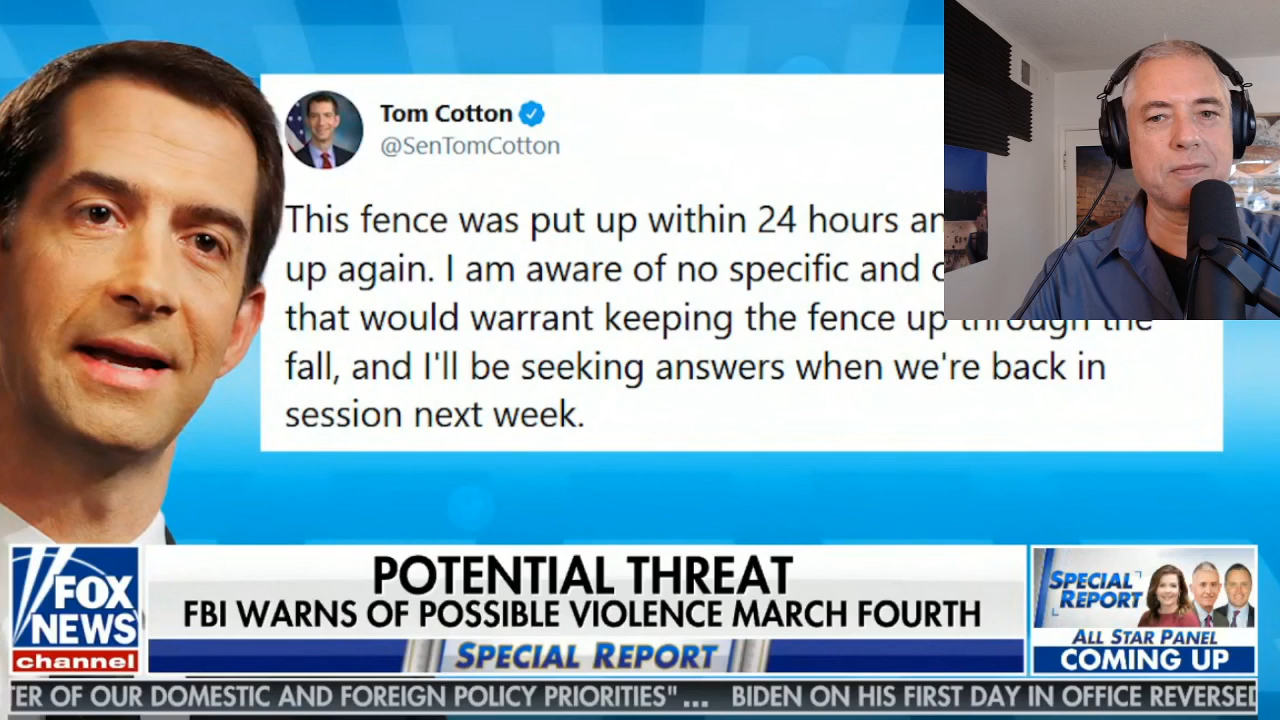 Tom Cotton
@SenTomCotton
This fence was put up within 24 hours
up again. I am aware of no specific and
that would warrant keeping the fence up through the
fall, and I'll be seeking answers when we're back in
session next week.
POTENTIAL THREAT
FBI WARNS OF POSSIBLE VIOLENCE MARCH FOURTH
SPECIAL REPORT
FOX
NEWS
channel
SPECIAL
REPORT
ALL STAR PANEL
COMING UP
OF OUR DOMESTIC AND FOREIGN POLICY PRIORITIES" ... BIDEN ON HIS FIRST DAY IN OFFICE REVERSED